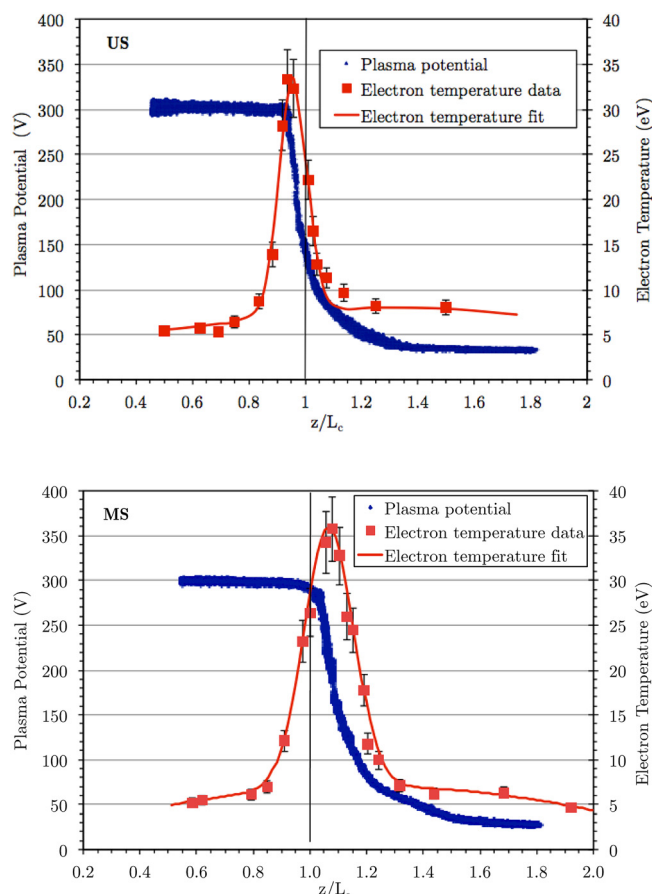 US
Plasma potential
Electron temperature data
Electron temperature fit
Plasma Potential (V)
Electron Temperature (eV)
400
350
300
250
200
150
100
50
0
40
35
30
25
20
15
10
5
0
0.2 0.4 0.6 0.8 1 1.2 1.4 1.6 1.8 2
z/Lc
MS
Plasma potential
Electron temperature data
Electron temperature fit
Plasma Potential (V)
Electron Temperature (eV)
400
350
300
250
200
150
100
50
0
40
35
30
25
20
15
10
5
0
0.2 0.4 0.6 0.8 1.0 1.2 1.4 1.6 1.8 2.0